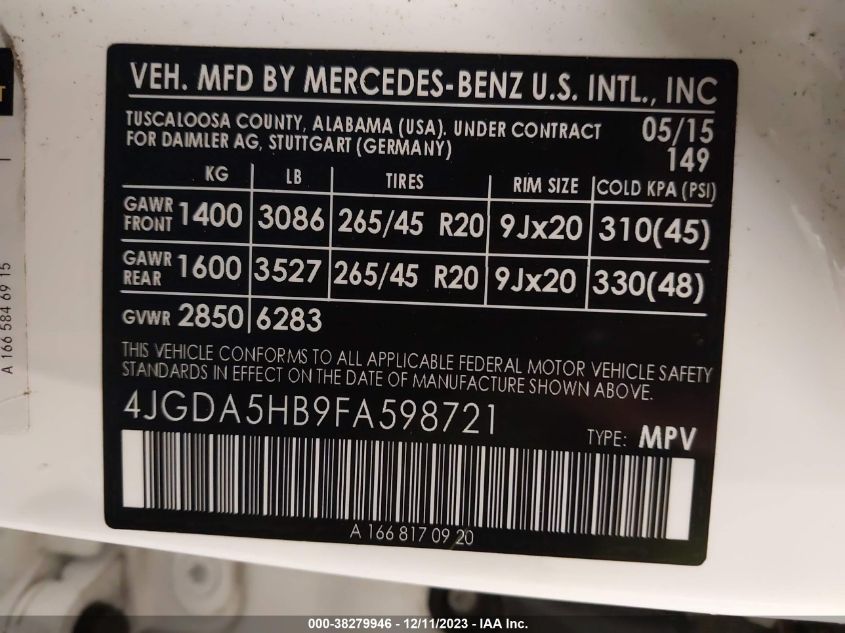 VEH. MFD BY MERCEDES-BENZ U.S. INTL., INC
TUSCALOOSA COUNTY, ALABAMA (USA). UNDER CONTRACT 05/15
FOR DAIMLER AG, STUTTGART (GERMANY) 149
KG LB TIRES RIM SIZE COLD KPA (PSI)
GAWR FRONT 1400 3086 265/45 R20 9Jx20 310(45)
GAWR REAR 1600 3527 265/45 R20 9Jx20 330(48)
GVWR 2850 6283
THIS VEHICLE CONFORMS TO ALL APPLICABLE FEDERAL MOTOR VEHICLE SAFETY
STANDARDS IN EFFECT ON THE DATE OF MANUFACTURE SHOWN ABOVE.
4JGDA5HB9FA598721
TYPE: MPV
A 166 817 09 20
A 166 584 69 15
000-38279946 - 12/11/2023 - IAA Inc.